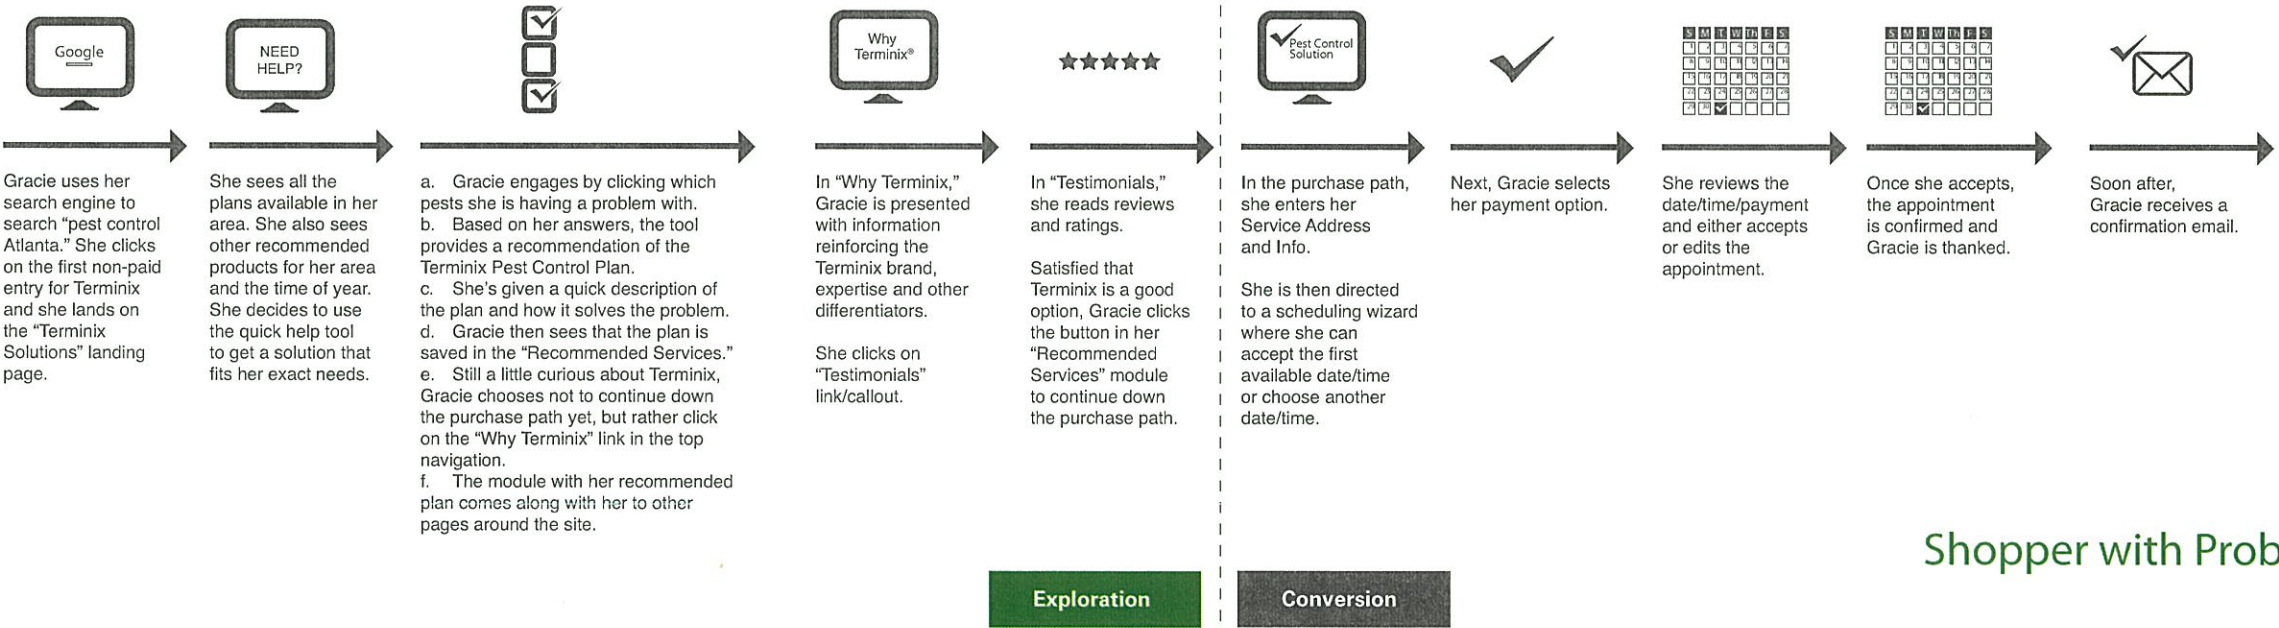 Google
Gracie uses her
search engine to
search “pest control
Atlanta.” She clicks
on the first non-paid
entry for Terminix
and she lands on
the “Terminix
Solutions” landing
page.
NEED
HELP?
She sees all the
plans available in her
area. She also sees
other recommended
products for her area
and the time of year.
She decides to use
the quick help tool
to get a solution that
fits her exact needs.
a. Gracie engages by clicking which
pests she is having a problem with.
b. Based on her answers, the tool
provides a recommendation of the
Terminix Pest Control Plan.
c. She’s given a quick description of
the plan and how it solves the problem.
d. Gracie then sees that the plan is
saved in the “Recommended Services.”
e. Still a little curious about Terminix,
Gracie chooses not to continue down
the purchase path yet, but rather click
on the “Why Terminix” link in the top
navigation.
f. The module with her recommended
plan comes along with her to other
pages around the site.
Why
Terminix®
In “Why Terminix,”
Gracie is presented
with information
reinforcing the
Terminix brand,
expertise and other
differentiators.
She clicks on
“Testimonials”
link/callout.
In “Testimonials,”
she reads reviews
and ratings.
Satisfied that
Terminix is a good
option, Gracie clicks
the button in her
“Recommended
Services” module
to continue down
the purchase path.
Pest Control
Solution
In the purchase path,
she enters her
Service Address
and Info.
She is then directed
to a scheduling wizard
where she can
accept the first
available date/time
or choose another
date/time.
Next, Gracie selects
her payment option.
S M T W Th F S
She reviews the
date/time/payment
and either accepts
or edits the
appointment.
S M T W Th F S
Once she accepts,
the appointment
is confirmed and
Gracie is thanked.
Soon after,
Gracie receives a
confirmation email.
Shopper with Prob
Exploration
Conversion